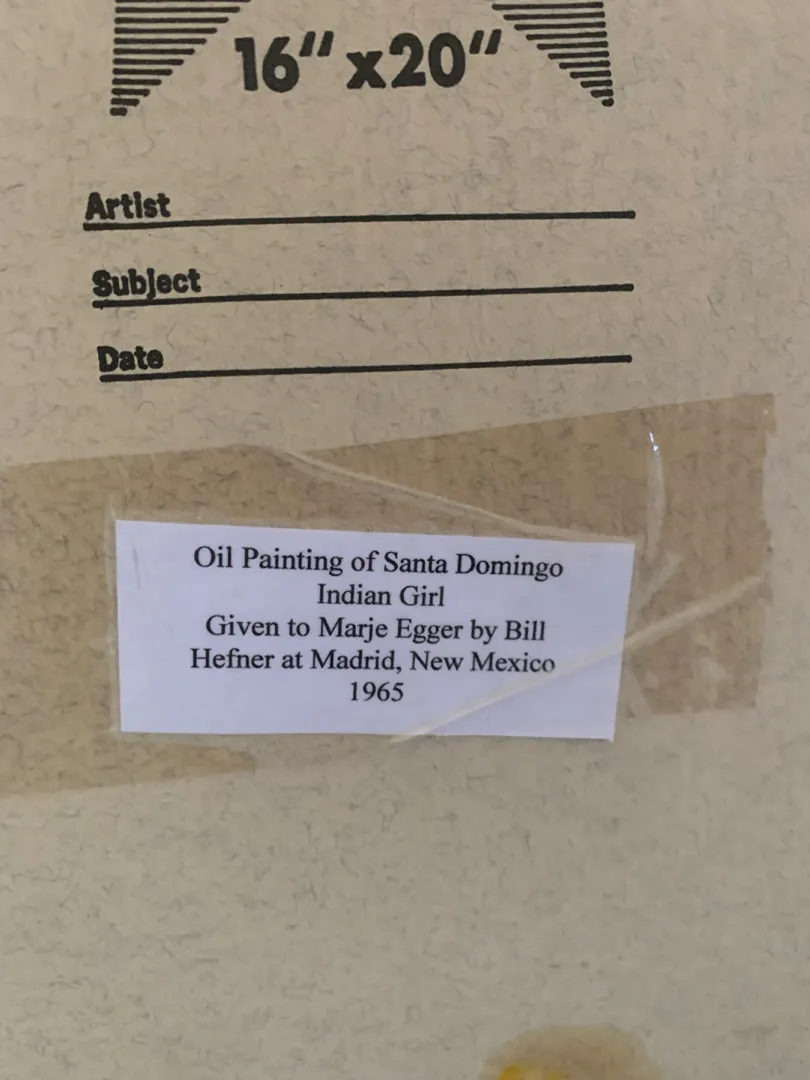 16" x20"
Artist
Subject
Date
Oil Painting of Santa Domingo
Indian Girl
Given to Marje Egger by Bill
Hefner at Madrid, New Mexico
1965